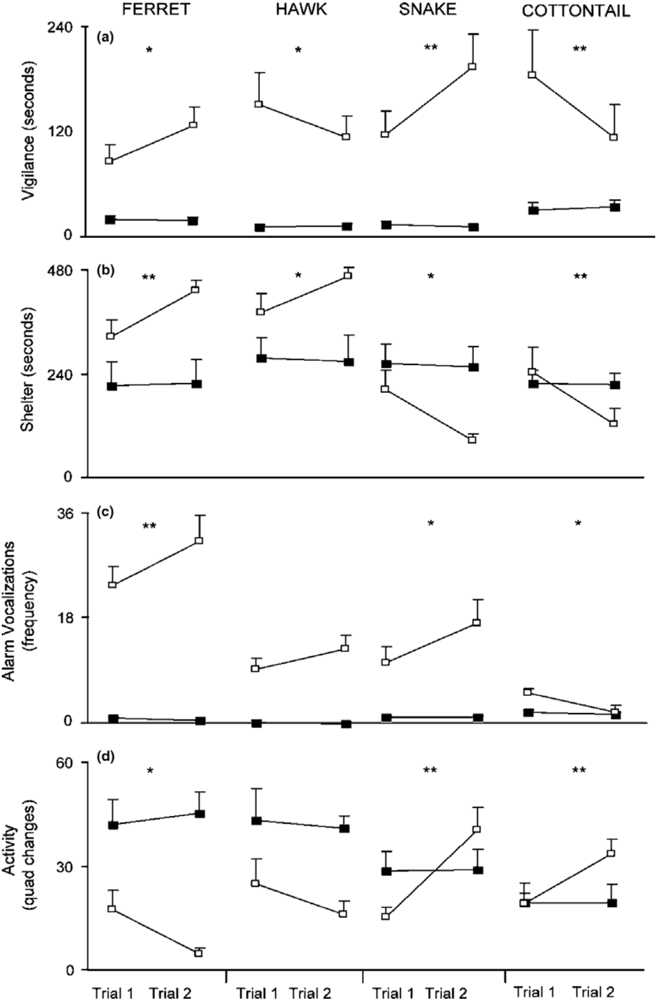 FERRET HAWK SNAKE COTTONTAIL
240 (a)
* * ** **
Vigilance (seconds)
120
0
480 (b)
** * * **
Shelter (seconds)
240
0
36 (c)
** * *
Alarm Vocalizations
(frequency)
18
0
60 (d)
* ** **
Activity
(quad changes)
30
0
Trial 1 Trial 2 Trial 1 Trial 2 Trial 1 Trial 2 Trial 1 Trial 2